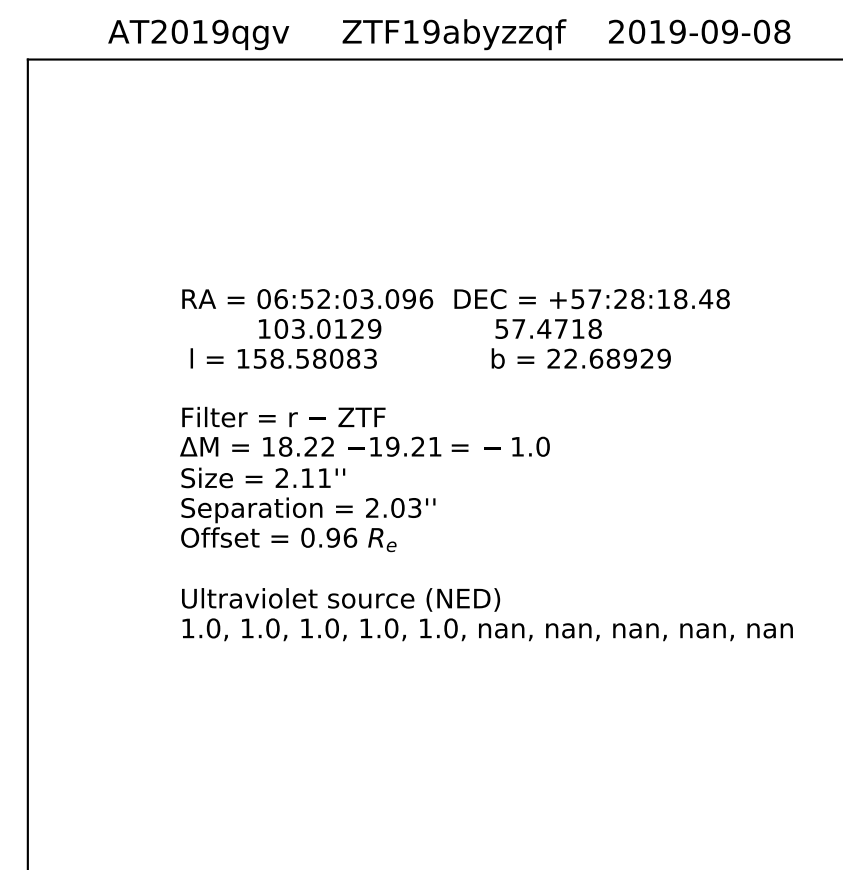 AT2019qgv ZTF19abyzzqf 2019-09-08
RA = 06:52:03.096 DEC = +57:28:18.48
103.0129 57.4718
l = 158.58083 b = 22.68929
Filter = r − ZTF
ΔM = 18.22 −19.21 = − 1.0
Size = 2.11''
Separation = 2.03''
Offset = 0.96 Re
Ultraviolet source (NED)
1.0, 1.0, 1.0, 1.0, 1.0, nan, nan, nan, nan, nan